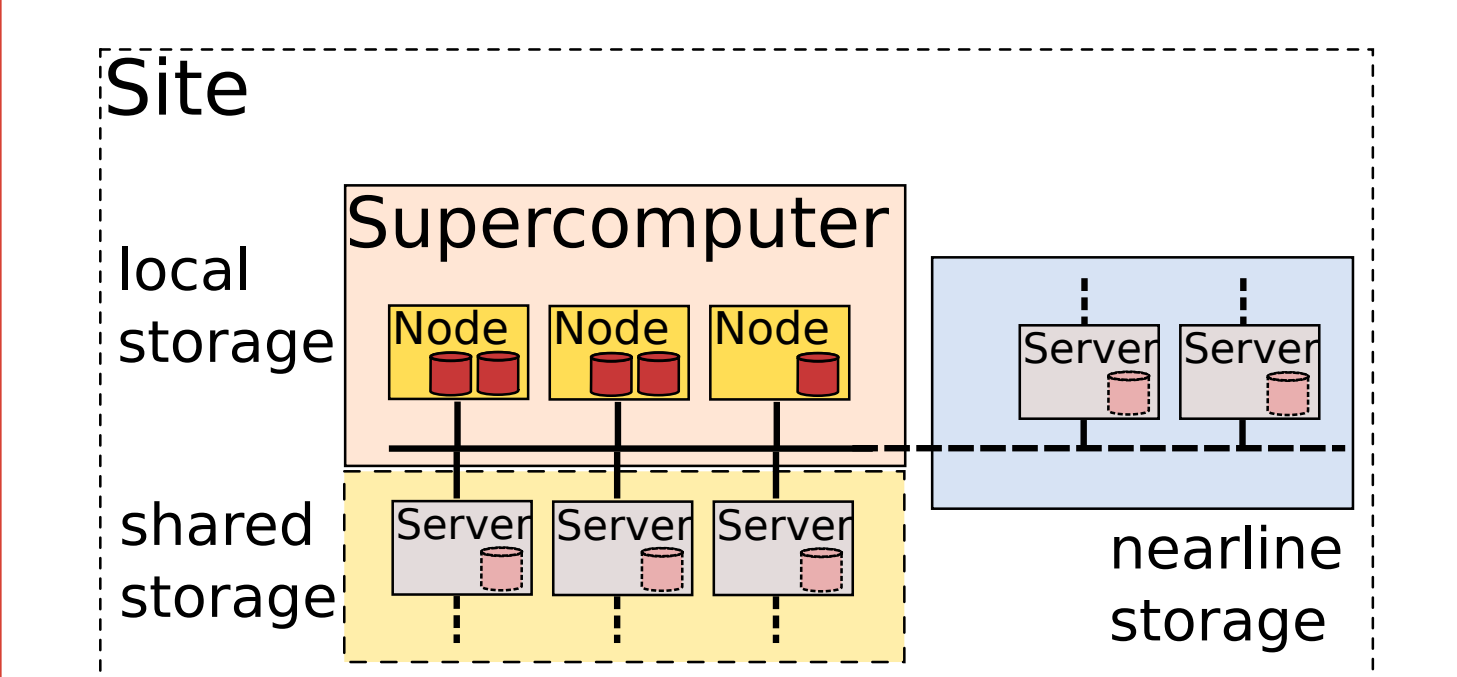 Site
Supercomputer
local
storage
Node Node Node
Server Server
shared
storage
Server Server Server
nearline
storage